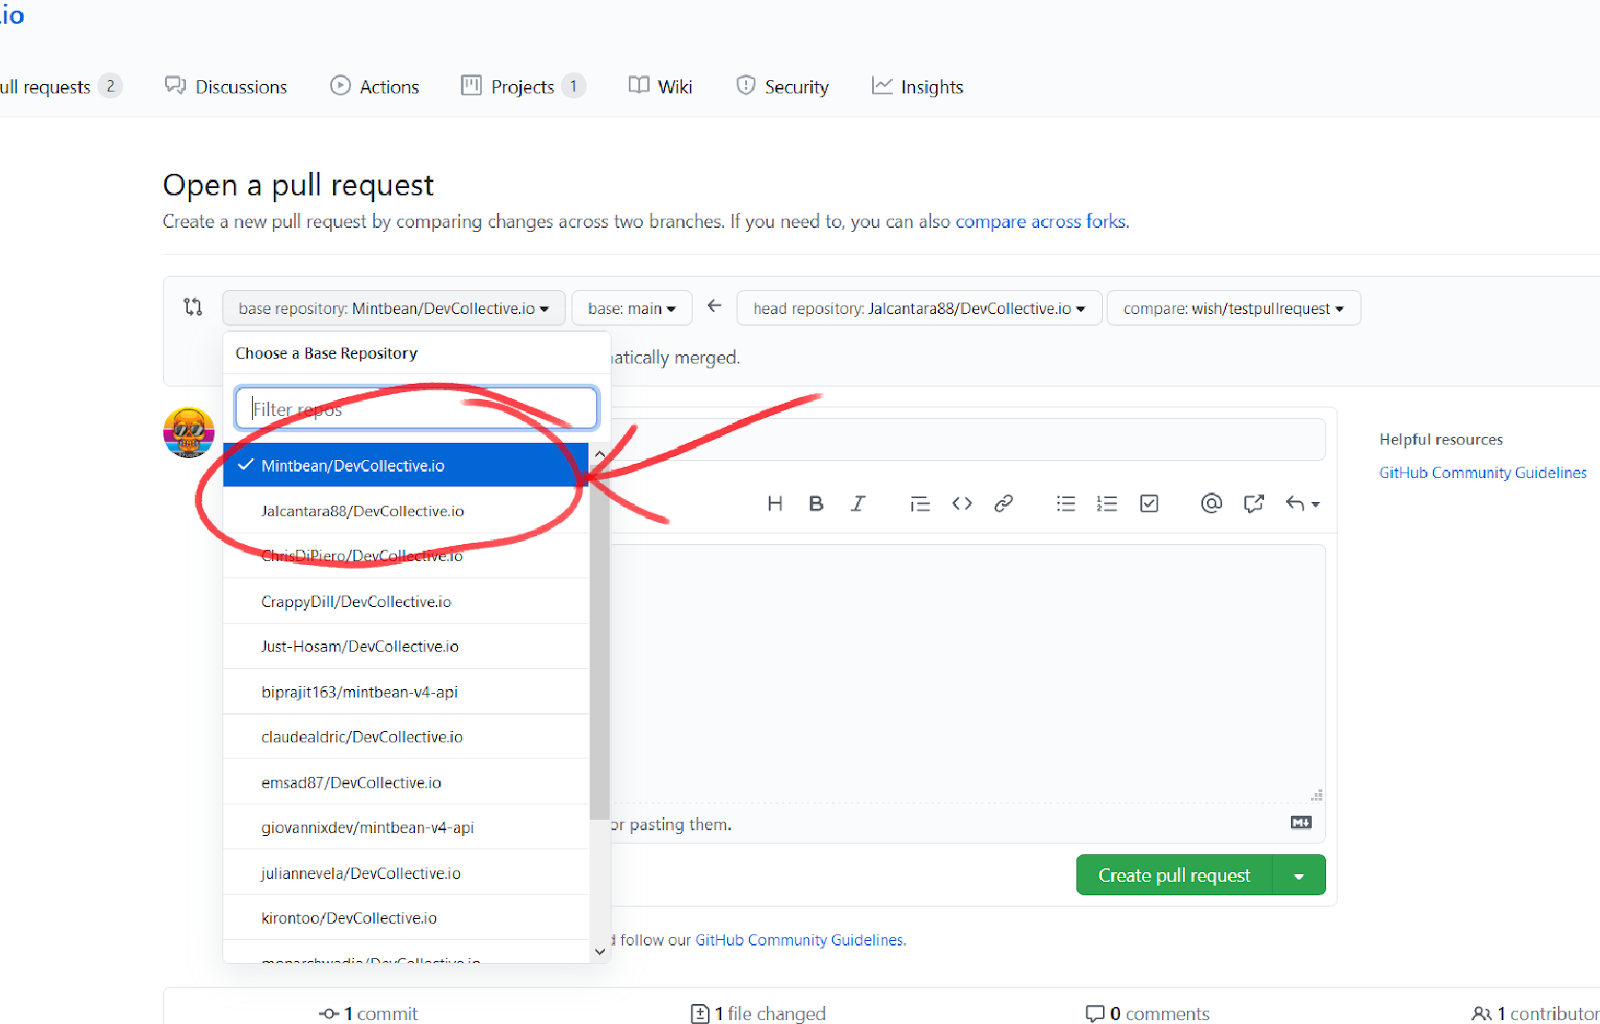 .io
ull requests 2 Discussions Actions Projects 1 Wiki Security Insights
Open a pull request
Create a new pull request by comparing changes across two branches. If you need to, you can also compare across forks.
base repository: Mintbean/DevCollective.io base: main head repository: Jalcantara88/DevCollective.io compare: wish/testpullrequest
Choose a Base Repository
atically merged.
Filter repos
Mintbean/DevCollective.io
Jalcantara88/DevCollective.io
ChrisDiPiero/DevCollective.io
CrappyDill/DevCollective.io
Just-Hosam/DevCollective.io
biprajit163/mintbean-v4-api
claudealdric/DevCollective.io
emsad87/DevCollective.io
giovannixdev/mintbean-v4-api
juliannevela/DevCollective.io
kirontoo/DevCollective.io
monarchwadia/DevCollective.io
Helpful resources
GitHub Community Guidelines
H B I
or pasting them.
M
Create pull request
d follow our GitHub Community Guidelines.
1 commit 1 file changed 0 comments 1 contributor